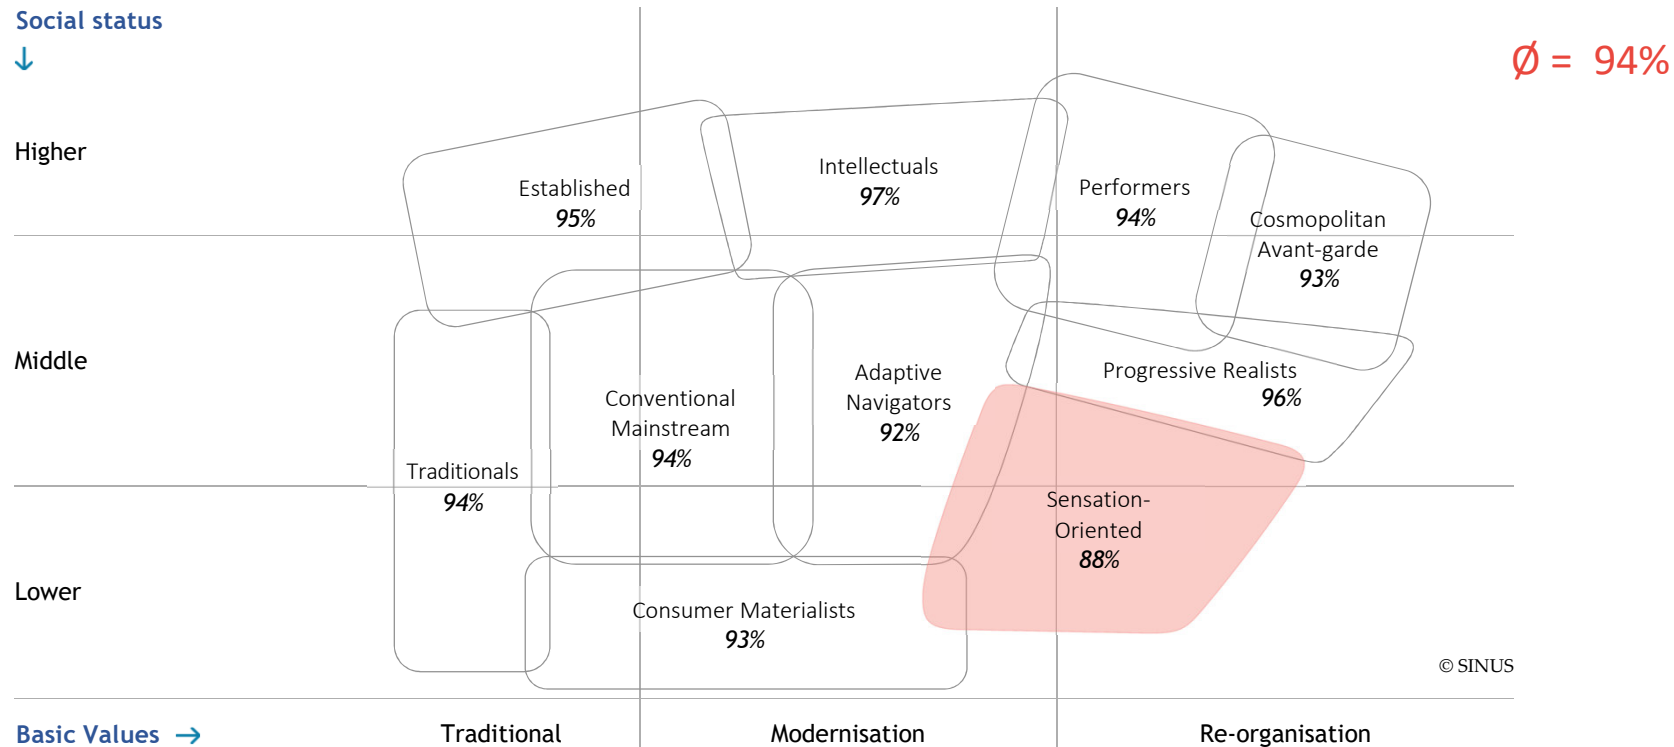 Social status
↓
Ø = 94%
Higher
Established
95%
Intellectuals
97%
Performers
94%
Cosmopolitan
Avant-garde
93%
Middle
Traditionals
94%
Conventional
Mainstream
94%
Adaptive
Navigators
92%
Progressive Realists
96%
Sensation-
Oriented
88%
Lower
Consumer Materialists
93%
© SINUS
Basic Values →
Traditional
Modernisation
Re-organisation